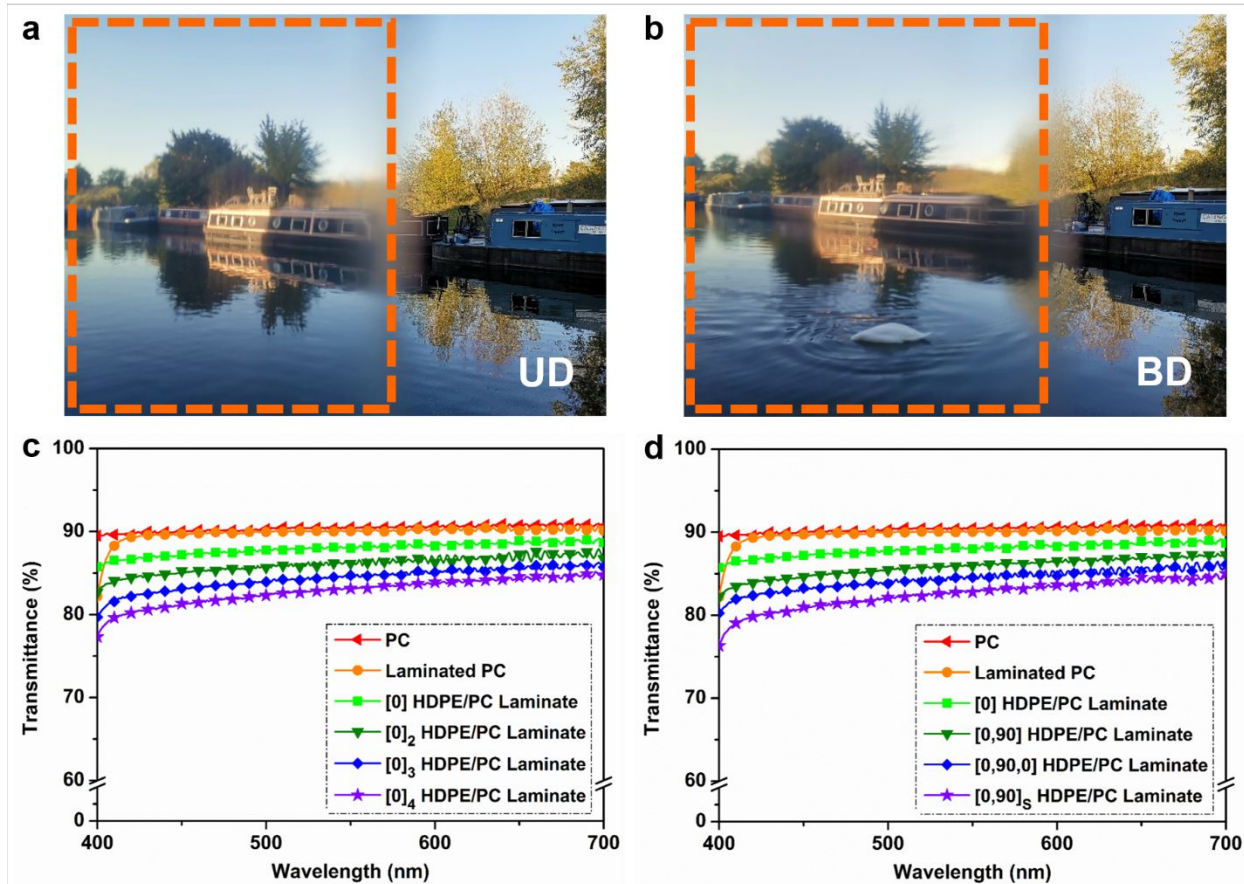 a
b
UD
BD
c
100
90
80
70
60
0
400
500
600
700
Transmittance (%)
Wavelength (nm)
PC
Laminated PC
[0] HDPE/PC Laminate
[0]2 HDPE/PC Laminate
[0]3 HDPE/PC Laminate
[0]4 HDPE/PC Laminate
d
100
90
80
70
60
0
400
500
600
700
Transmittance (%)
Wavelength (nm)
PC
Laminated PC
[0] HDPE/PC Laminate
[0,90] HDPE/PC Laminate
[0,90,0] HDPE/PC Laminate
[0,90]S HDPE/PC Laminate